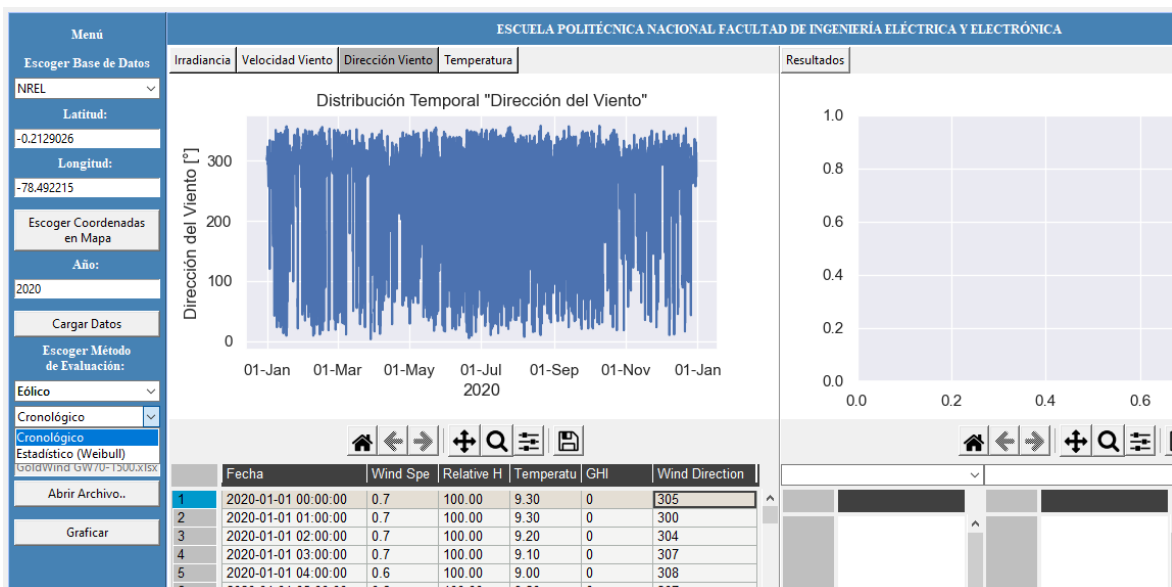 ESCUELA POLITÉCNICA NACIONAL FACULTAD DE INGENIERÍA ELÉCTRICA Y ELECTRÓNICA
Menú
Escoger Base de Datos
NREL
Latitud:
-0.2129026
Longitud:
-78.492215
Escoger Coordenadas
en Mapa
Año:
2020
Cargar Datos
Escoger Método
de Evaluación:
Eólico
Cronológico
Cronológico
Estadístico (Weibull)
GoldWind GW70-1500.xlsx
Abrir Archivo..
Graficar
Irradiancia Velocidad Viento Dirección Viento Temperatura
Distribución Temporal "Dirección del Viento"
Dirección del Viento [°]
300
200
100
0
01-Jan 01-Mar 01-May 01-Jul 01-Sep 01-Nov 01-Jan
2020
Fecha Wind Spe Relative H Temperatu GHI Wind Direction
1 2020-01-01 00:00:00 0.7 100.00 9.30 0 305
2 2020-01-01 01:00:00 0.7 100.00 9.30 0 300
3 2020-01-01 02:00:00 0.7 100.00 9.20 0 304
4 2020-01-01 03:00:00 0.7 100.00 9.10 0 307
5 2020-01-01 04:00:00 0.6 100.00 9.00 0 308
Resultados
1.0
0.8
0.6
0.4
0.2
0.0
0.0 0.2 0.4 0.6